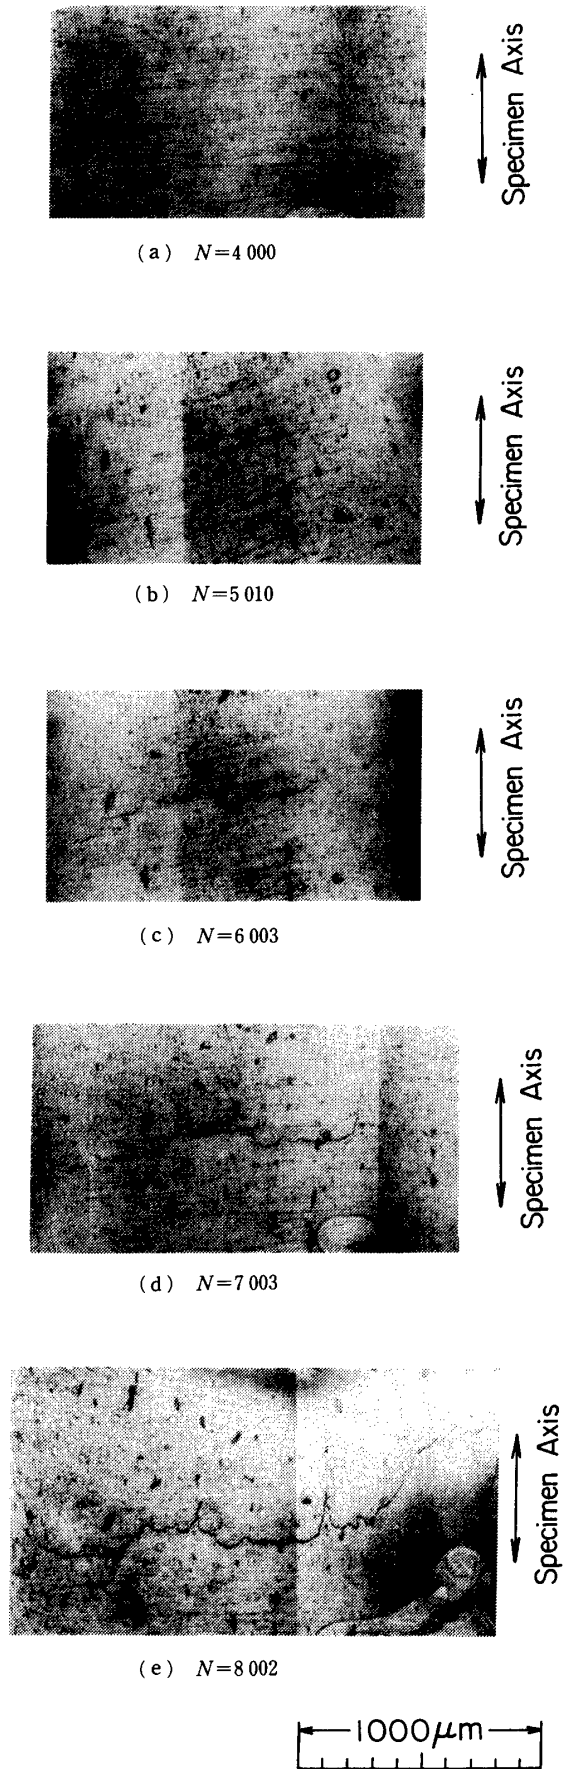 Specimen Axis
(a) N=4 000
Specimen Axis
(b) N=5 010
Specimen Axis
(c) N=6 003
Specimen Axis
(d) N=7 003
Specimen Axis
(e) N=8 002
1000μm